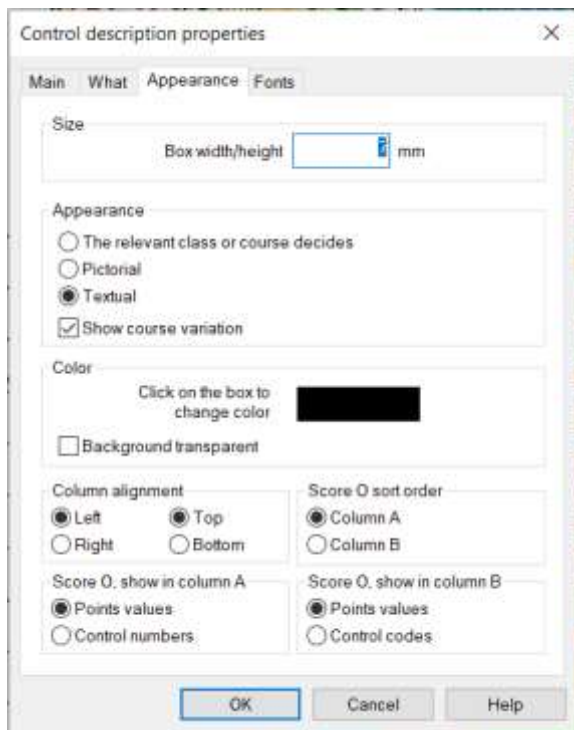 Control description properties
Main What Appearance Fonts
Size
Box width/height 7 mm
Appearance
The relevant class or course decides
Pictorial
Textual
Show course variation
Color
Click on the box to
change color
Background transparent
Column alignment
Left Top
Right Bottom
Score O sort order
Column A
Column B
Score O, show in column A
Points values
Control numbers
Score O, show in column B
Points values
Control codes
OK Cancel Help